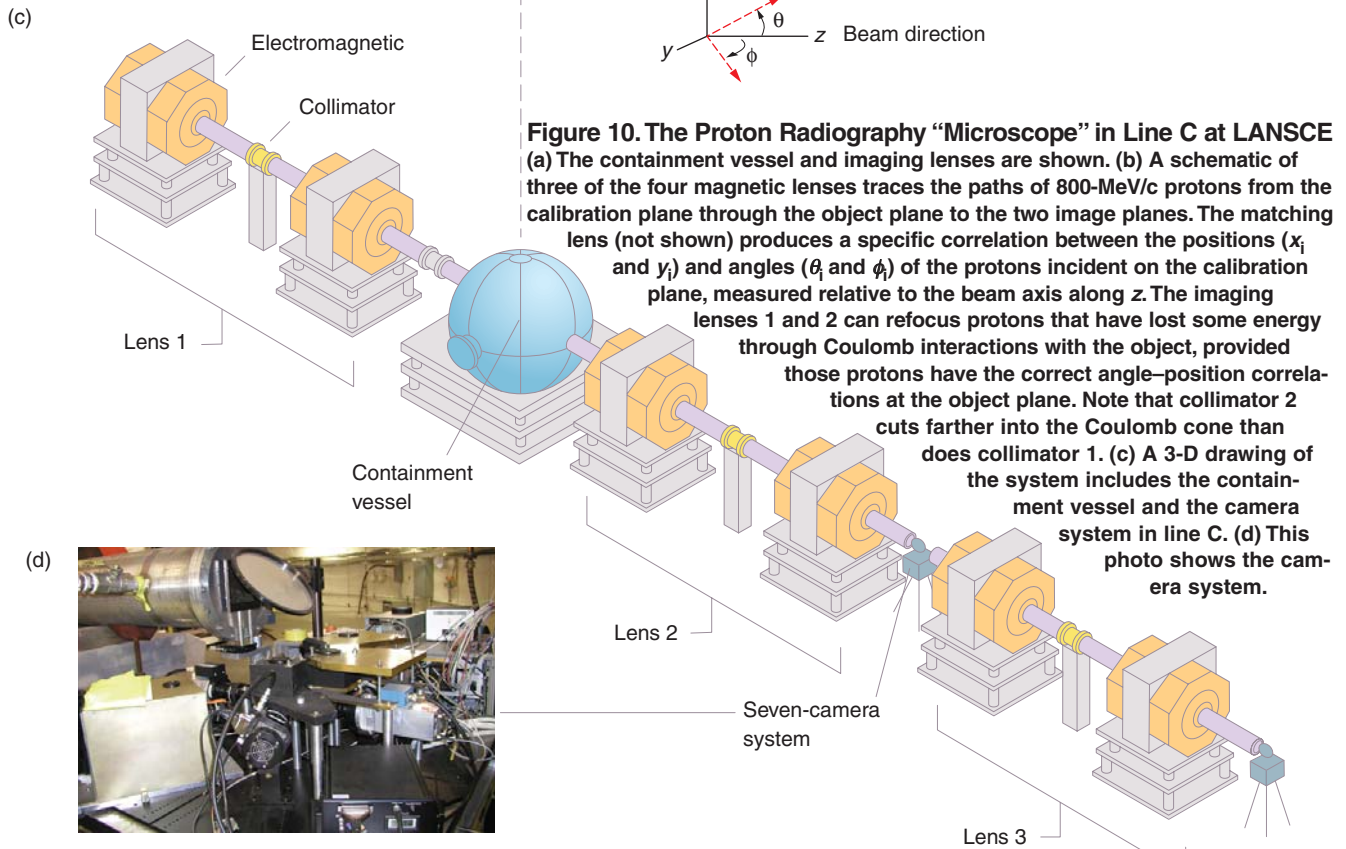 (c)
Electromagnetic
Collimator
Lens 1
Containment
vessel
Lens 2
Seven-camera
system
Lens 3
θ
y
z Beam direction
ϕ
Figure 10. The Proton Radiography “Microscope” in Line C at LANSCE
(a) The containment vessel and imaging lenses are shown. (b) A schematic of
three of the four magnetic lenses traces the paths of 800-MeV/c protons from the
calibration plane through the object plane to the two image planes. The matching
lens (not shown) produces a specific correlation between the positions (xi
and yi) and angles (θi and ϕi) of the protons incident on the calibration
plane, measured relative to the beam axis along z. The imaging
lenses 1 and 2 can refocus protons that have lost some energy
through Coulomb interactions with the object, provided
those protons have the correct angle–position correla-
tions at the object plane. Note that collimator 2
cuts farther into the Coulomb cone than
does collimator 1. (c) A 3-D drawing of
the system includes the contain-
ment vessel and the camera
system in line C. (d) This
photo shows the cam-
era system.
(d)